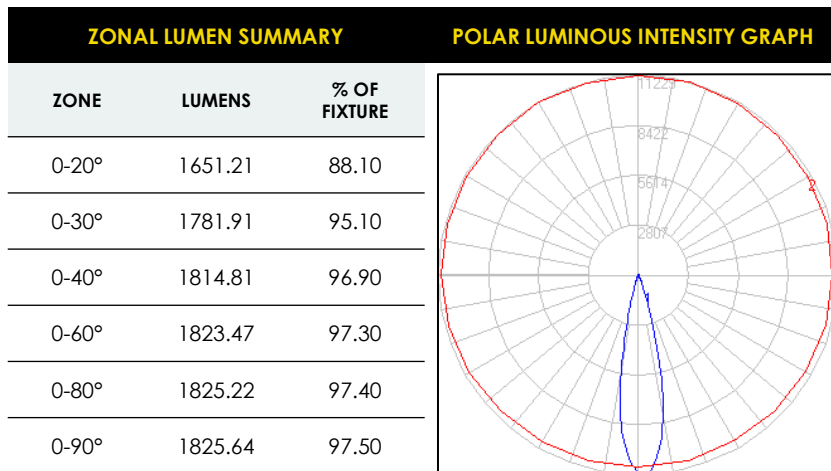 ZONAL LUMEN SUMMARY
POLAR LUMINOUS INTENSITY GRAPH
ZONE LUMENS % OF FIXTURE
0-20° 1651.21 88.10
0-30° 1781.91 95.10
0-40° 1814.81 96.90
0-60° 1823.47 97.30
0-80° 1825.22 97.40
0-90° 1825.64 97.50
8422
5614
2807
2
1